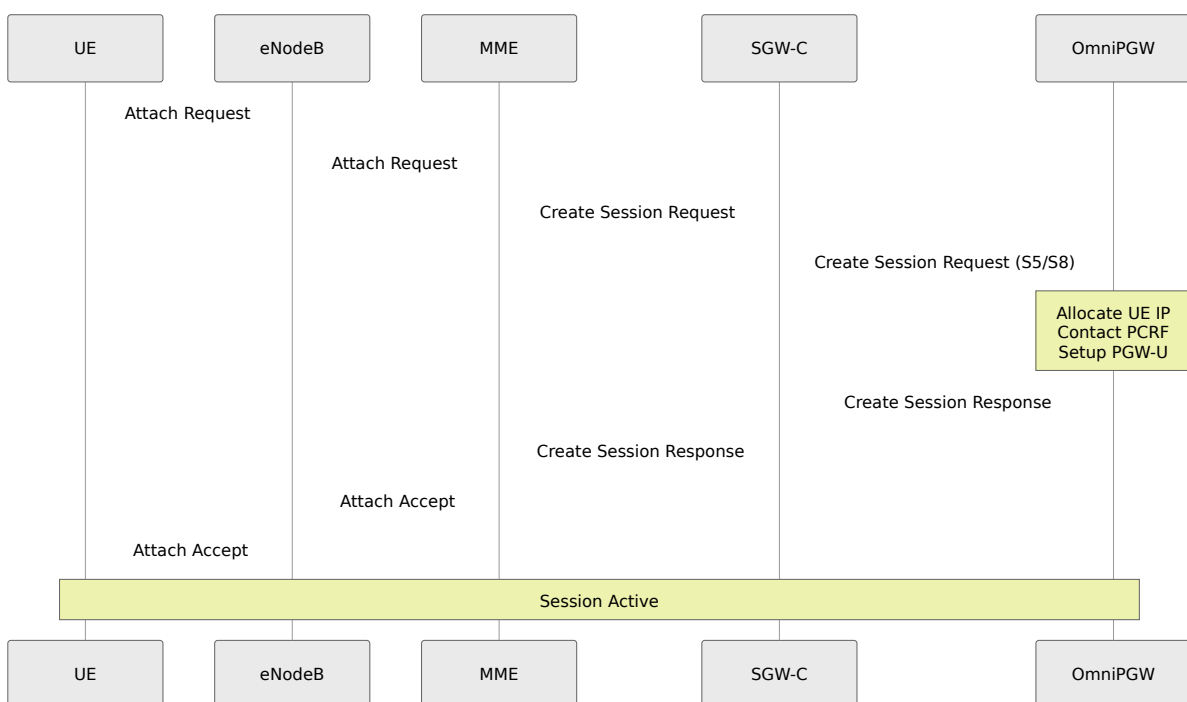 UE
eNodeB
MME
SGW-C
OmniPGW
Attach Request
Attach Request
Create Session Request
Create Session Request (S5/S8)
Allocate UE IP
Contact PCRF
Setup PGW-U
Create Session Response
Create Session Response
Attach Accept
Attach Accept
Session Active
UE
eNodeB
MME
SGW-C
OmniPGW